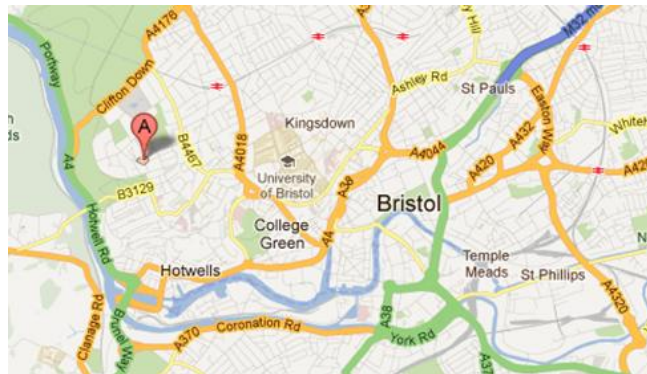 A4176
Portway
M32
Hill
Ashley Rd
St Pauls
Clifton Down
A
Kingsdown
Easton Way
B4467
A4018
A4044
A432
A420
University
of Bristol
A4
B3129
A38
Bristol
College
Green
A4
Hotwell Rd
Hotwells
Temple
Meads
St Phillips
A4320
Clanage Rd
Brunel Way
A370
Coronation Rd
A38
York Rd